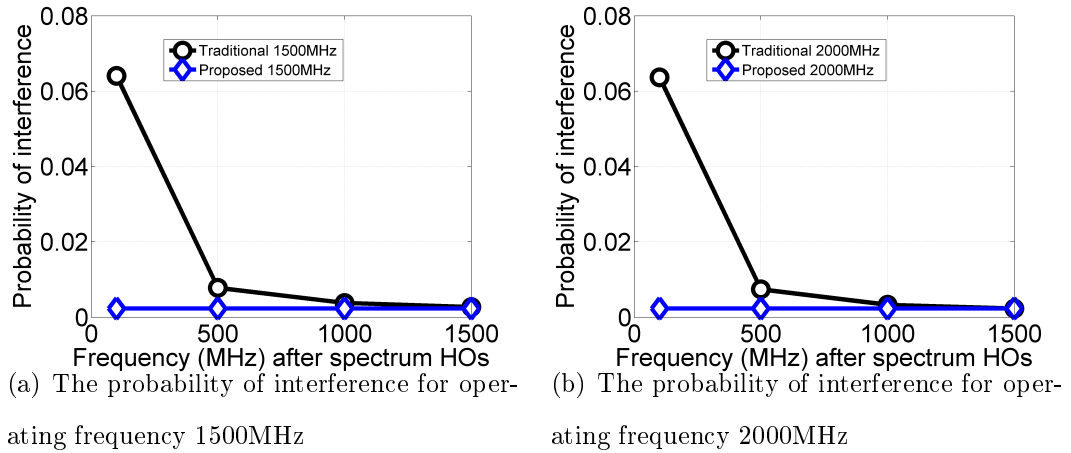 0.08
0.06
0.04
0.02
0
Probability of interference
Traditional 1500MHz
Proposed 1500MHz
0 500 1000 1500
Frequency (MHz) after spectrum HOs
(a) The probability of interference for oper-
ating frequency 1500MHz
0.08
0.06
0.04
0.02
0
Probability of interference
Traditional 2000MHz
Proposed 2000MHz
0 500 1000 1500
Frequency (MHz) after spectrum HOs
(b) The probability of interference for oper-
ating frequency 2000MHz